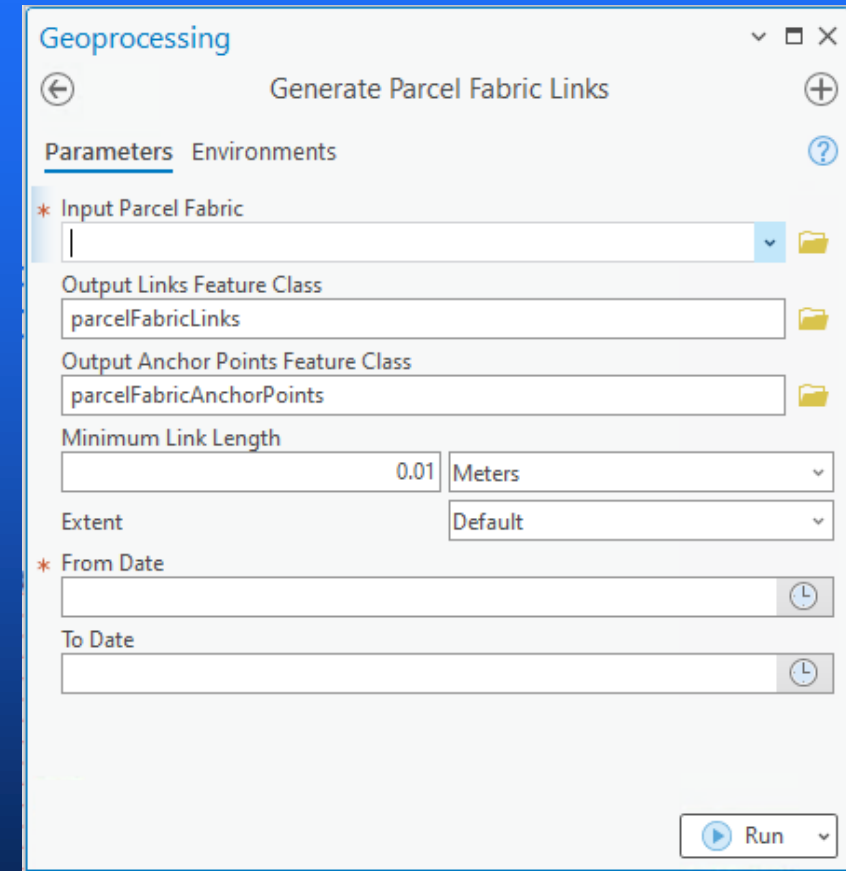 Geoprocessing
Generate Parcel Fabric Links
Parameters Environments
* Input Parcel Fabric
Output Links Feature Class
parcelFabricLinks
Output Anchor Points Feature Class
parcelFabricAnchorPoints
Minimum Link Length
0.01 Meters
Extent Default
* From Date
To Date
Run